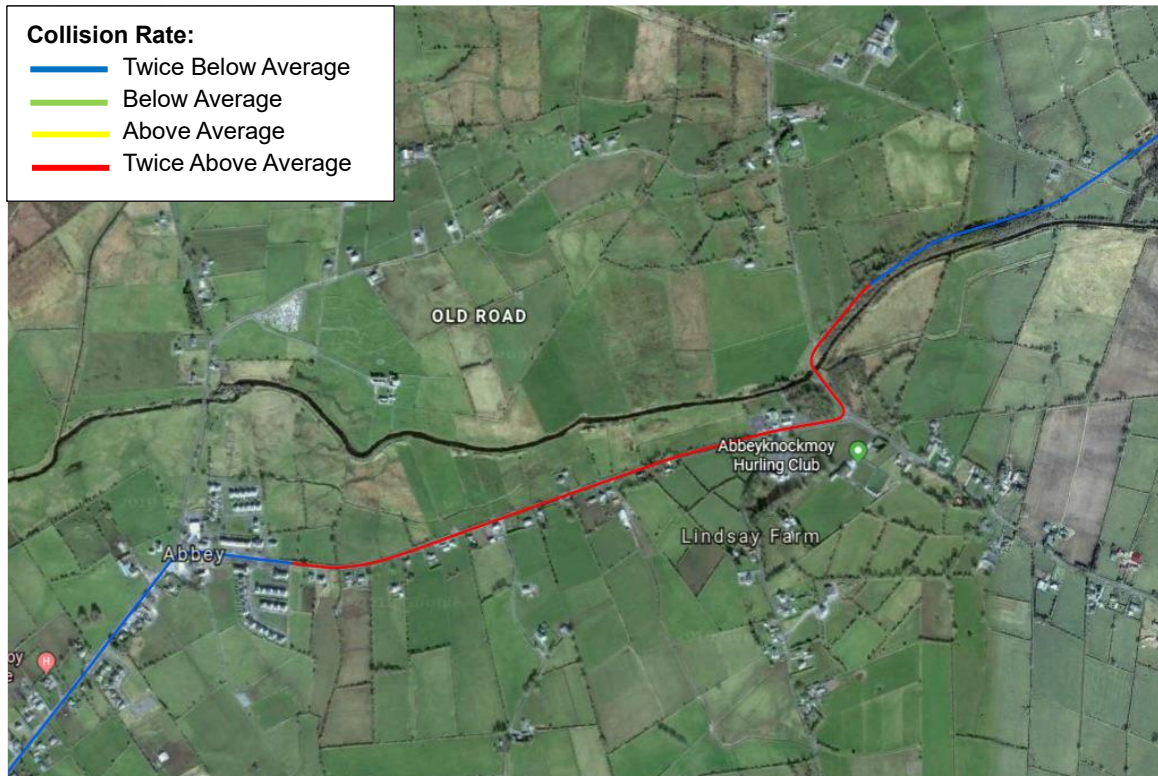 Collision Rate:
Twice Below Average
Below Average
Above Average
Twice Above Average
OLD ROAD
Abbeyknockmoy
Hurling Club
Lindsay Farm
Abbey
oy
e
H